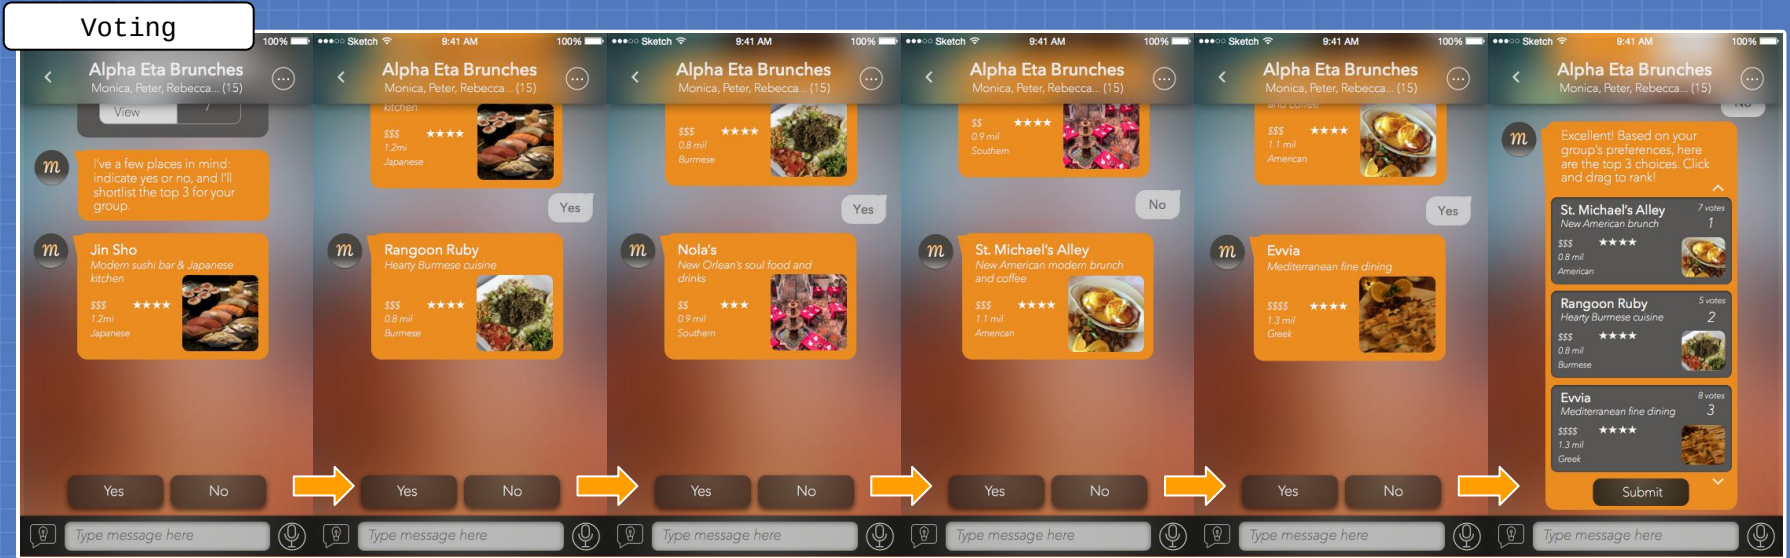 Voting
100%
Alpha Eta Brunches
Monica, Peter, Rebecca... (15)
View
7
m
I've a few places in mind:
indicate yes or no, and I'll
shortlist the top 3 for your
group.
m
Jin Sho
Modern sushi bar & Japanese
kitchen
$$$ ★★★★
1.2mi
Japanese
Yes
No
Type message here
Sketch
9:41 AM
100%
Alpha Eta Brunches
Monica, Peter, Rebecca... (15)
kitchen
$$$ ★★★★
1.2mi
Japanese
Yes
m
Rangoon Ruby
Hearty Burmese cuisine
$$$ ★★★★
0.8 mil
Burmese
Yes
No
Type message here
Sketch
9:41 AM
100%
Alpha Eta Brunches
Monica, Peter, Rebecca... (15)
$$$ ★★★★
0.8 mil
Burmese
Yes
m
Nola's
New Orlean's soul food and
drinks
$$ ★★★
0.9 mil
Southern
Yes
No
Type message here
Sketch
9:41 AM
100%
Alpha Eta Brunches
Monica, Peter, Rebecca... (15)
$$ ★★★★
0.9 mil
Southern
No
m
St. Michael's Alley
New American modern brunch
and coffee
$$$ ★★★★
1.1 mil
American
Yes
No
Type message here
Sketch
9:41 AM
100%
Alpha Eta Brunches
Monica, Peter, Rebecca... (15)
and coffee
$$$ ★★★★
1.1 mil
American
Yes
m
Evvia
Mediterranean fine dining
$$$$ ★★★★
1.3 mil
Greek
Yes
No
Type message here
Sketch
9:41 AM
100%
Alpha Eta Brunches
Monica, Peter, Rebecca... (15)
No
m
Excellent! Based on your
group's preferences, here
are the top 3 choices. Click
and drag to rank!
St. Michael's Alley 7 votes
New American brunch 1
$$$ ★★★★
0.8 mil
American
Rangoon Ruby 5 votes
Hearty Burmese cuisine 2
$$$ ★★★★
0.8 mil
Burmese
Evvia 8 votes
Mediterranean fine dining 3
$$$$ ★★★★
1.3 mil
Greek
Submit
Type message here